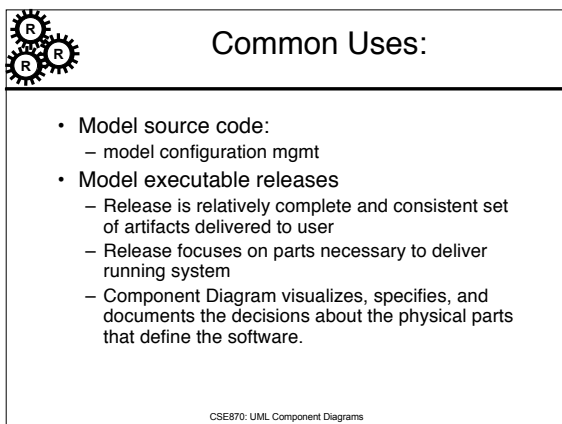 R
R
R
Common Uses:
• Model source code:
– model configuration mgmt
• Model executable releases
– Release is relatively complete and consistent set
of artifacts delivered to user
– Release focuses on parts necessary to deliver
running system
– Component Diagram visualizes, specifies, and
documents the decisions about the physical parts
that define the software.
CSE870: UML Component Diagrams